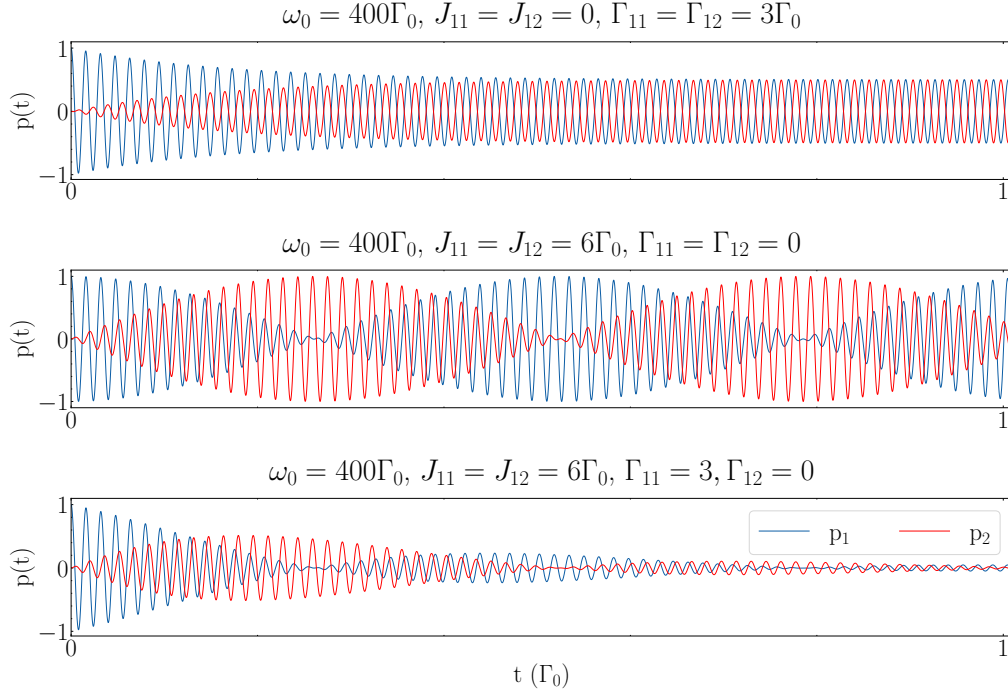 ω₀ = 400Γ₀, J₁₁ = J₁₂ = 0, Γ₁₁ = Γ₁₂ = 3Γ₀
1
0
−1
p(t)
0 1
ω₀ = 400Γ₀, J₁₁ = J₁₂ = 6Γ₀, Γ₁₁ = Γ₁₂ = 0
1
0
−1
p(t)
0 1
ω₀ = 400Γ₀, J₁₁ = J₁₂ = 6Γ₀, Γ₁₁ = 3, Γ₁₂ = 0
1
0
−1
p(t)
p₁ p₂
0 1
t (Γ₀)